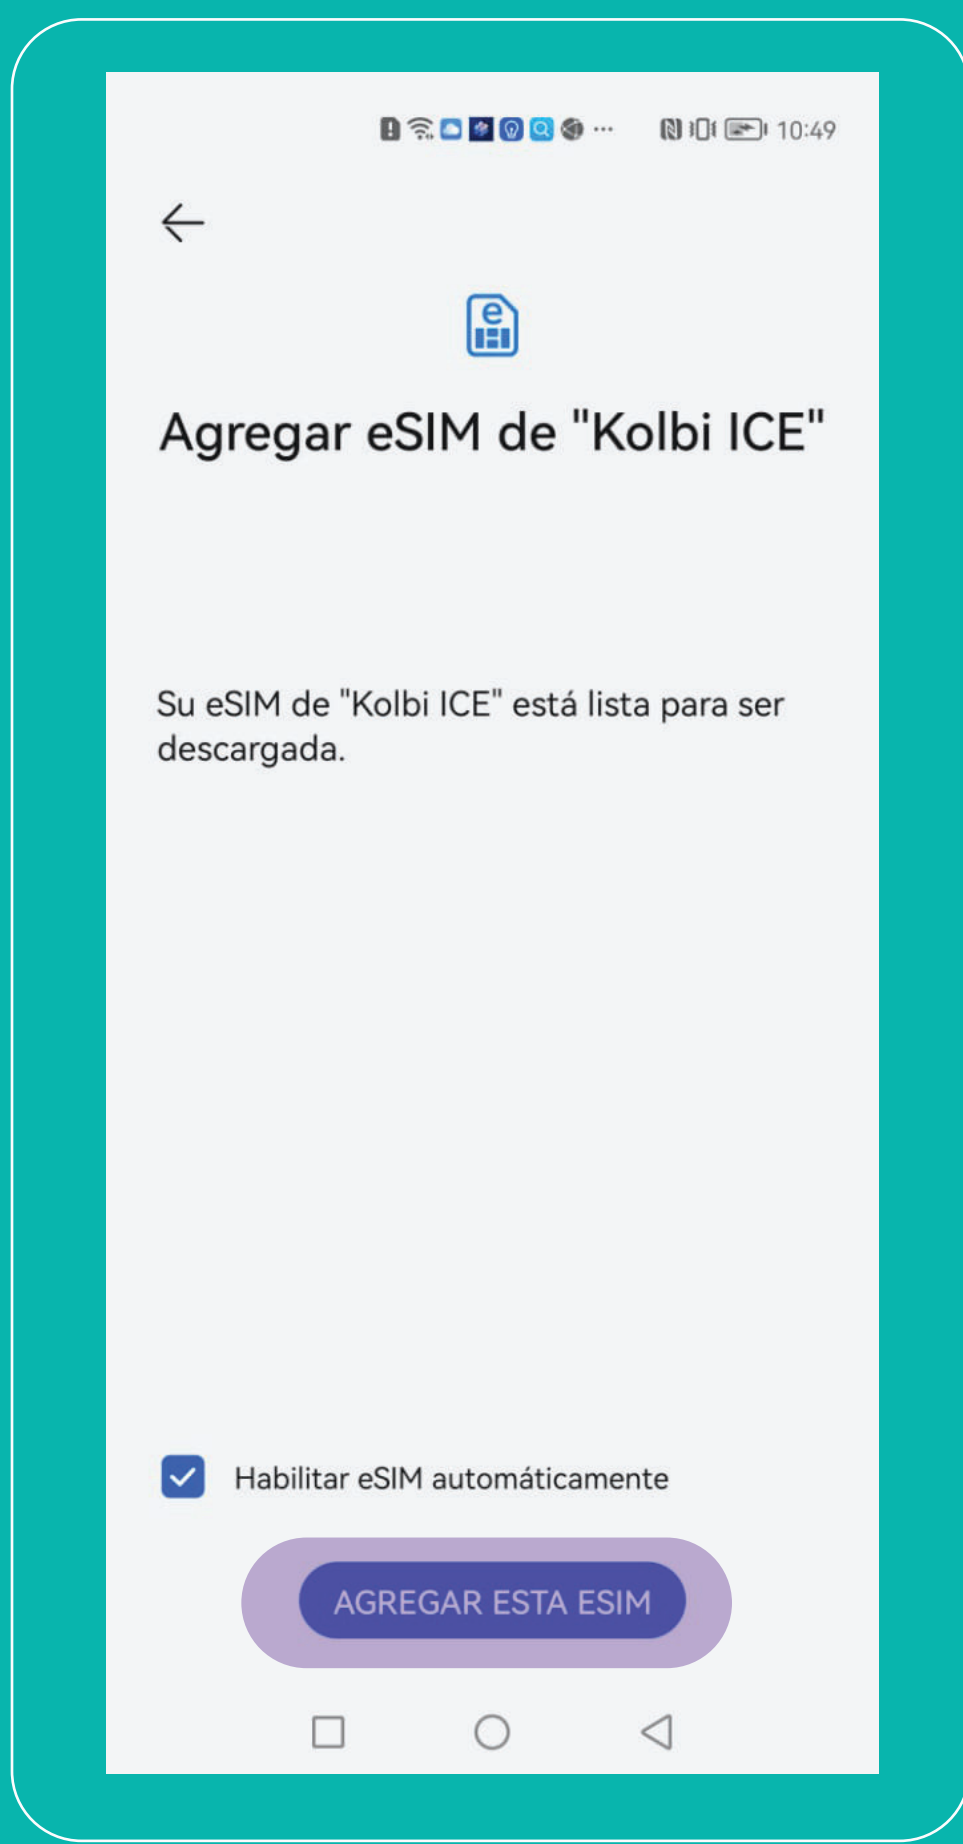 10:49
Agregar eSIM de "Kolbi ICE"
Su eSIM de "Kolbi ICE" está lista para ser
descargada.
Habilitar eSIM automáticamente
AGREGAR ESTA ESIM